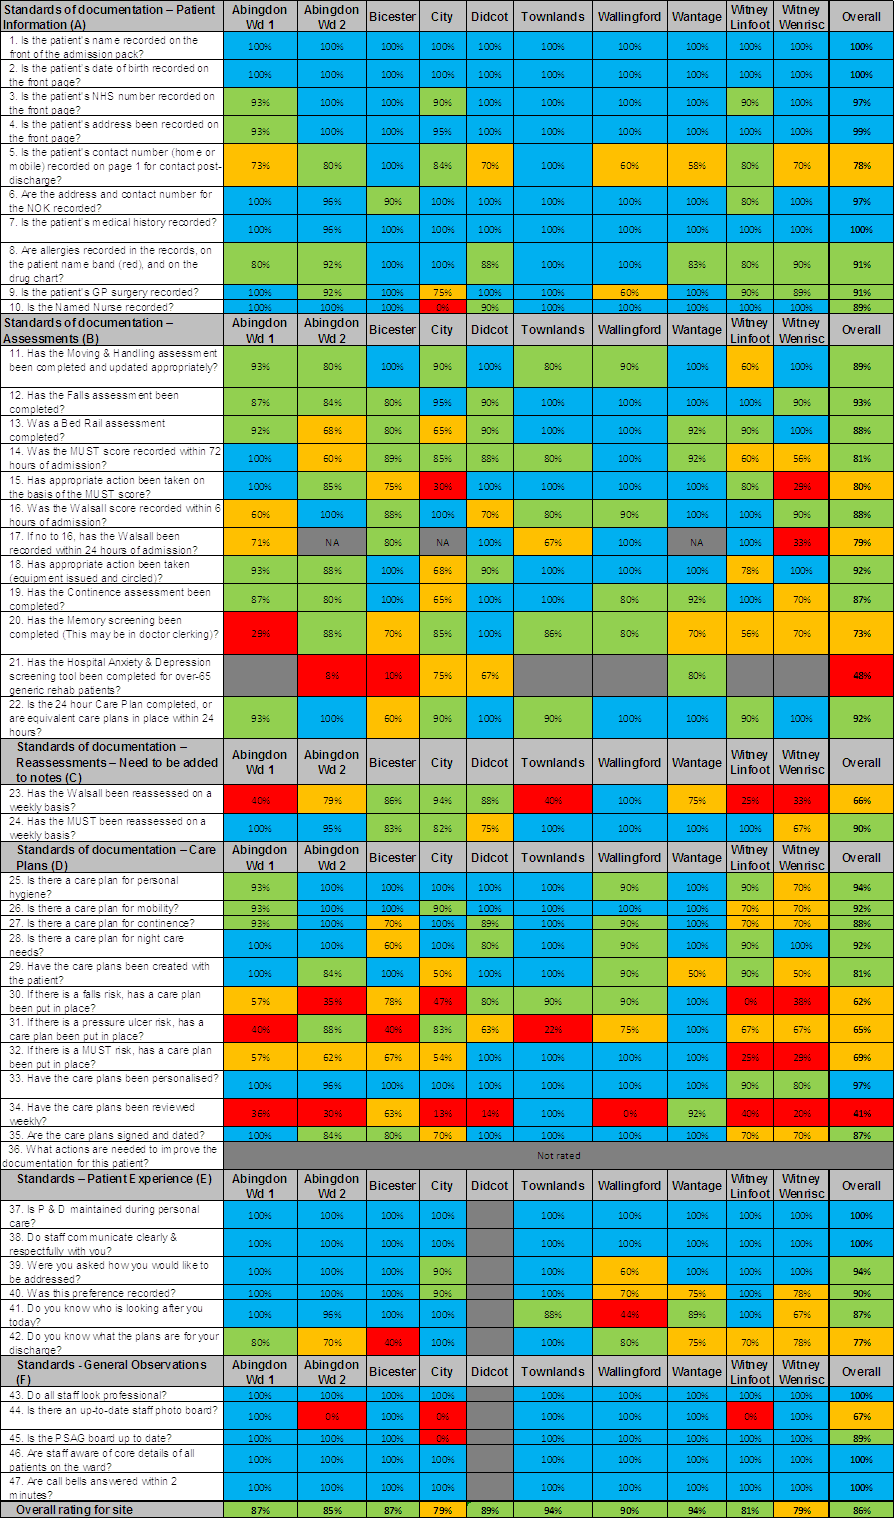 Standards of documentation – Patient Information (A) Abingdon Wd 1 Abingdon Wd 2 Bicester City Didcot Townlands Wallingford Wantage Witney Linfoot Witney Wenrisc Overall
1. Is the patient's name recorded on the front of the admission pack? 100% 100% 100% 100% 100% 100% 100% 100% 100% 100% 100%
2. Is the patient's date of birth recorded on the front page? 100% 100% 100% 100% 100% 100% 100% 100% 100% 100% 100%
3. Is the patient's NHS number recorded on the front page? 93% 100% 100% 90% 100% 100% 100% 100% 90% 100% 97%
4. Is the patient's address been recorded on the front page? 93% 100% 100% 95% 100% 100% 100% 100% 100% 100% 99%
5. Is the patient's contact number (home or mobile) recorded on page 1 for contact post-discharge? 73% 80% 100% 84% 70% 100% 60% 58% 80% 70% 78%
6. Are the address and contact number for the NOK recorded? 100% 96% 90% 100% 100% 100% 100% 100% 80% 100% 97%
7. Is the patient's medical history recorded? 100% 96% 100% 100% 100% 100% 100% 100% 100% 100% 100%
8. Are allergies recorded in the records, on the patient name band (red), and on the drug chart? 80% 92% 100% 100% 88% 100% 100% 83% 80% 90% 91%
9. Is the patient's GP surgery recorded? 100% 92% 100% 75% 100% 100% 60% 100% 90% 89% 91%
10. Is the Named Nurse recorded? 100% 100% 100% 0% 90% 100% 100% 100% 100% 100% 89%
Standards of documentation – Assessments (B) Abingdon Wd 1 Abingdon Wd 2 Bicester City Didcot Townlands Wallingford Wantage Witney Linfoot Witney Wenrisc Overall
11. Has the Moving & Handling assessment been completed and updated appropriately? 93% 80% 100% 90% 100% 80% 90% 100% 60% 100% 89%
12. Has the Falls assessment been completed? 87% 84% 80% 95% 90% 100% 100% 100% 100% 90% 93%
13. Was a Bed Rail assessment completed? 92% 68% 80% 65% 90% 100% 100% 92% 90% 100% 88%
14. Was the MUST score recorded within 72 hours of admission? 100% 60% 89% 85% 88% 80% 100% 92% 60% 56% 81%
15. Has appropriate action been taken on the basis of the MUST score? 100% 85% 75% 30% 100% 100% 100% 100% 80% 29% 80%
16. Was the Walsall score recorded within 6 hours of admission? 60% 100% 88% 100% 70% 80% 90% 100% 100% 90% 88%
17. If no to 16, has the Walsall been recorded within 24 hours of admission? 71% NA 80% NA 100% 67% 100% NA 100% 33% 79%
18. Has appropriate action been taken (equipment issued and circled)? 93% 88% 100% 68% 90% 100% 100% 100% 78% 100% 92%
19. Has the Continence assessment been completed? 87% 80% 100% 65% 100% 100% 80% 92% 100% 70% 87%
20. Has the Memory screening been completed (This may be in doctor clerking)? 29% 88% 70% 85% 100% 86% 80% 70% 56% 70% 73%
21. Has the Hospital Anxiety & Depression screening tool been completed for over-65 generic rehab patients? 10% 75% 67% 80% 48%
22. Is the 24 hour Care Plan completed, or are equivalent care plans in place within 24 hours? 93% 100% 60% 90% 100% 90% 100% 100% 90% 100% 92%
Standards of documentation – Reassessments – Need to be added to notes (C) Abingdon Wd 1 Abingdon Wd 2 Bicester City Didcot Townlands Wallingford Wantage Witney Linfoot Witney Wenrisc Overall
23. Has the Walsall been reassessed on a weekly basis? 40% 79% 86% 94% 88% 40% 100% 75% 25% 33% 66%
24. Has the MUST been reassessed on a weekly basis? 100% 95% 83% 82% 75% 100% 100% 100% 100% 67% 90%
Standards of documentation – Care Plans (D) Abingdon Wd 1 Abingdon Wd 2 Bicester City Didcot Townlands Wallingford Wantage Witney Linfoot Witney Wenrisc Overall
25. Is there a care plan for personal hygiene? 93% 100% 100% 100% 100% 100% 90% 100% 90% 70% 94%
26. Is there a care plan for mobility? 93% 100% 100% 90% 100% 100% 100% 100% 70% 70% 92%
27. Is there a care plan for continence? 93% 100% 70% 100% 89% 100% 90% 100% 70% 70% 88%
28. Is there a care plan for night care needs? 100% 100% 60% 100% 80% 100% 90% 100% 90% 100% 92%
29. Have the care plans been created with the patient? 100% 84% 100% 50% 100% 100% 90% 50% 90% 50% 81%
30. If there is a falls risk, has a care plan been put in place? 57% 35% 78% 47% 80% 90% 90% 100% 0% 38% 62%
31. If there is a pressure ulcer risk, has a care plan been put in place? 40% 88% 40% 83% 63% 22% 75% 100% 67% 67% 65%
32. If there is a MUST risk, has a care plan been put in place? 57% 62% 67% 54% 100% 100% 100% 100% 25% 29% 69%
33. Have the care plans been personalised? 100% 96% 100% 100% 100% 100% 100% 100% 90% 80% 97%
34. Have the care plans been reviewed weekly? 36% 30% 63% 13% 14% 100% 0% 92% 40% 20% 41%
35. Are the care plans signed and dated? 100% 84% 80% 70% 100% 100% 100% 100% 70% 70% 87%
36. What actions are needed to improve the documentation for this patient? Not rated
Standards – Patient Experience (E) Abingdon Wd 1 Abingdon Wd 2 Bicester City Didcot Townlands Wallingford Wantage Witney Linfoot Witney Wenrisc Overall
37. Is P & D maintained during personal care? 100% 100% 100% 100% 100% 100% 100% 100% 100% 100%
38. Do staff communicate clearly & respectfully with you? 100% 100% 100% 100% 100% 100% 100% 100% 100% 100%
39. Were you asked how you would like to be addressed? 100% 100% 100% 90% 100% 60% 100% 100% 100% 94%
40. Was this preference recorded? 100% 100% 100% 90% 100% 70% 75% 100% 78% 90%
41. Do you know who is looking after you today? 100% 96% 100% 100% 88% 44% 89% 100% 67% 87%
42. Do you know what the plans are for your discharge? 80% 70% 40% 100% 100% 80% 75% 70% 78% 77%
Standards - General Observations (F) Abingdon Wd 1 Abingdon Wd 2 Bicester City Didcot Townlands Wallingford Wantage Witney Linfoot Witney Wenrisc Overall
43. Do all staff look professional? 100% 100% 100% 100% 100% 100% 100% 100% 100% 100%
44. Is there an up-to-date staff photo board? 100% 0% 100% 0% 100% 100% 100% 0% 100% 67%
45. Is the PSAG board up to date? 100% 100% 100% 0% 100% 100% 100% 100% 100% 89%
46. Are staff aware of core details of all patients on the ward? 100% 100% 100% 100% 100% 100% 100% 100% 100% 100%
47. Are call bells answered within 2 minutes? 100% 100% 100% 100% 100% 100% 100% 100% 100% 100%
Overall rating for site 87% 85% 87% 79% 89% 94% 90% 94% 81% 79% 86%